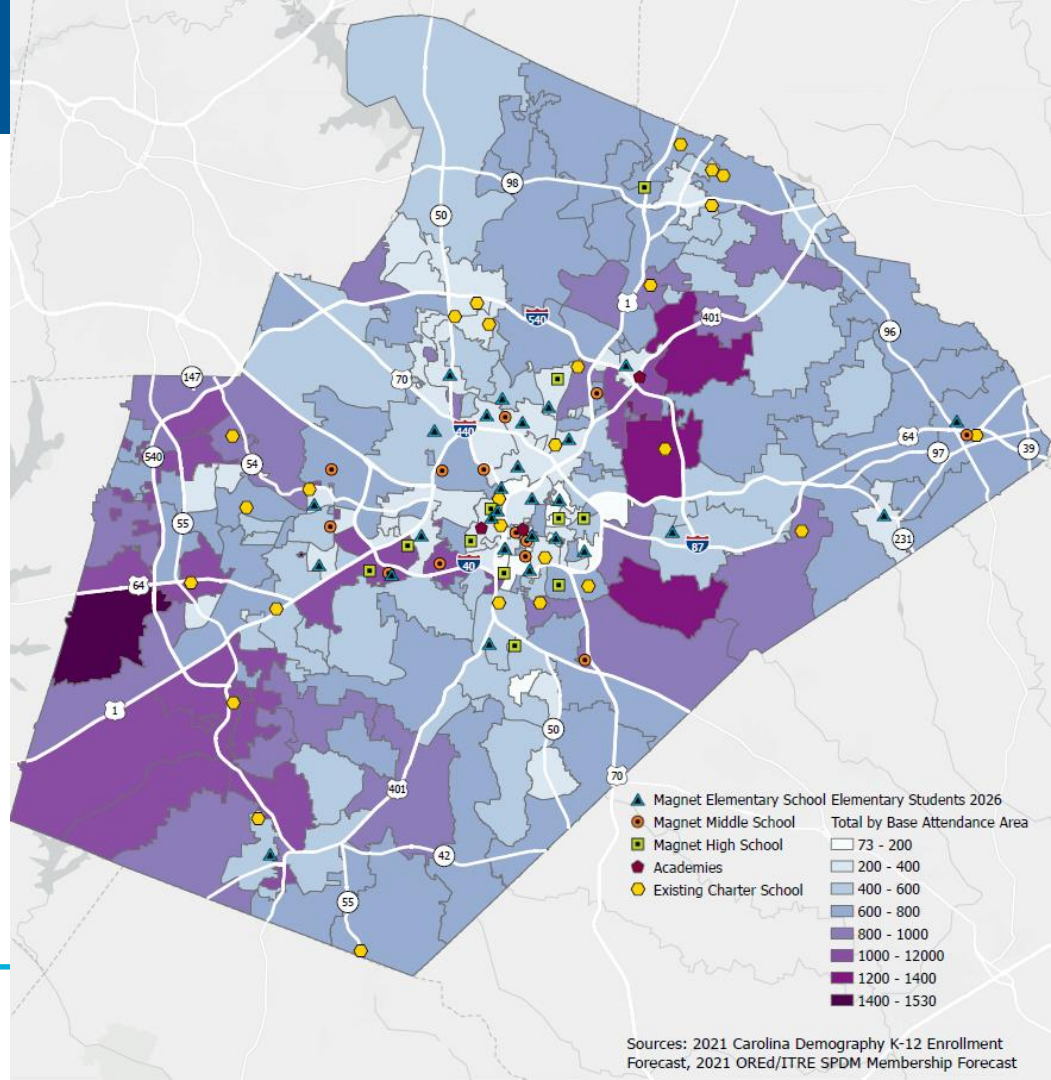 98
50
540
1
401
96
70
147
440
64
97
39
540
54
55
231
87
40
64
1
50
70
401
42
55
Magnet Elementary School
Magnet Middle School
Magnet High School
Academies
Existing Charter School
Elementary Students 2026
Total by Base Attendance Area
73 - 200
200 - 400
400 - 600
600 - 800
800 - 1000
1000 - 12000
1200 - 1400
1400 - 1530
Sources: 2021 Carolina Demography K-12 Enrollment
Forecast, 2021 OREd/ITRE SPDM Membership Forecast